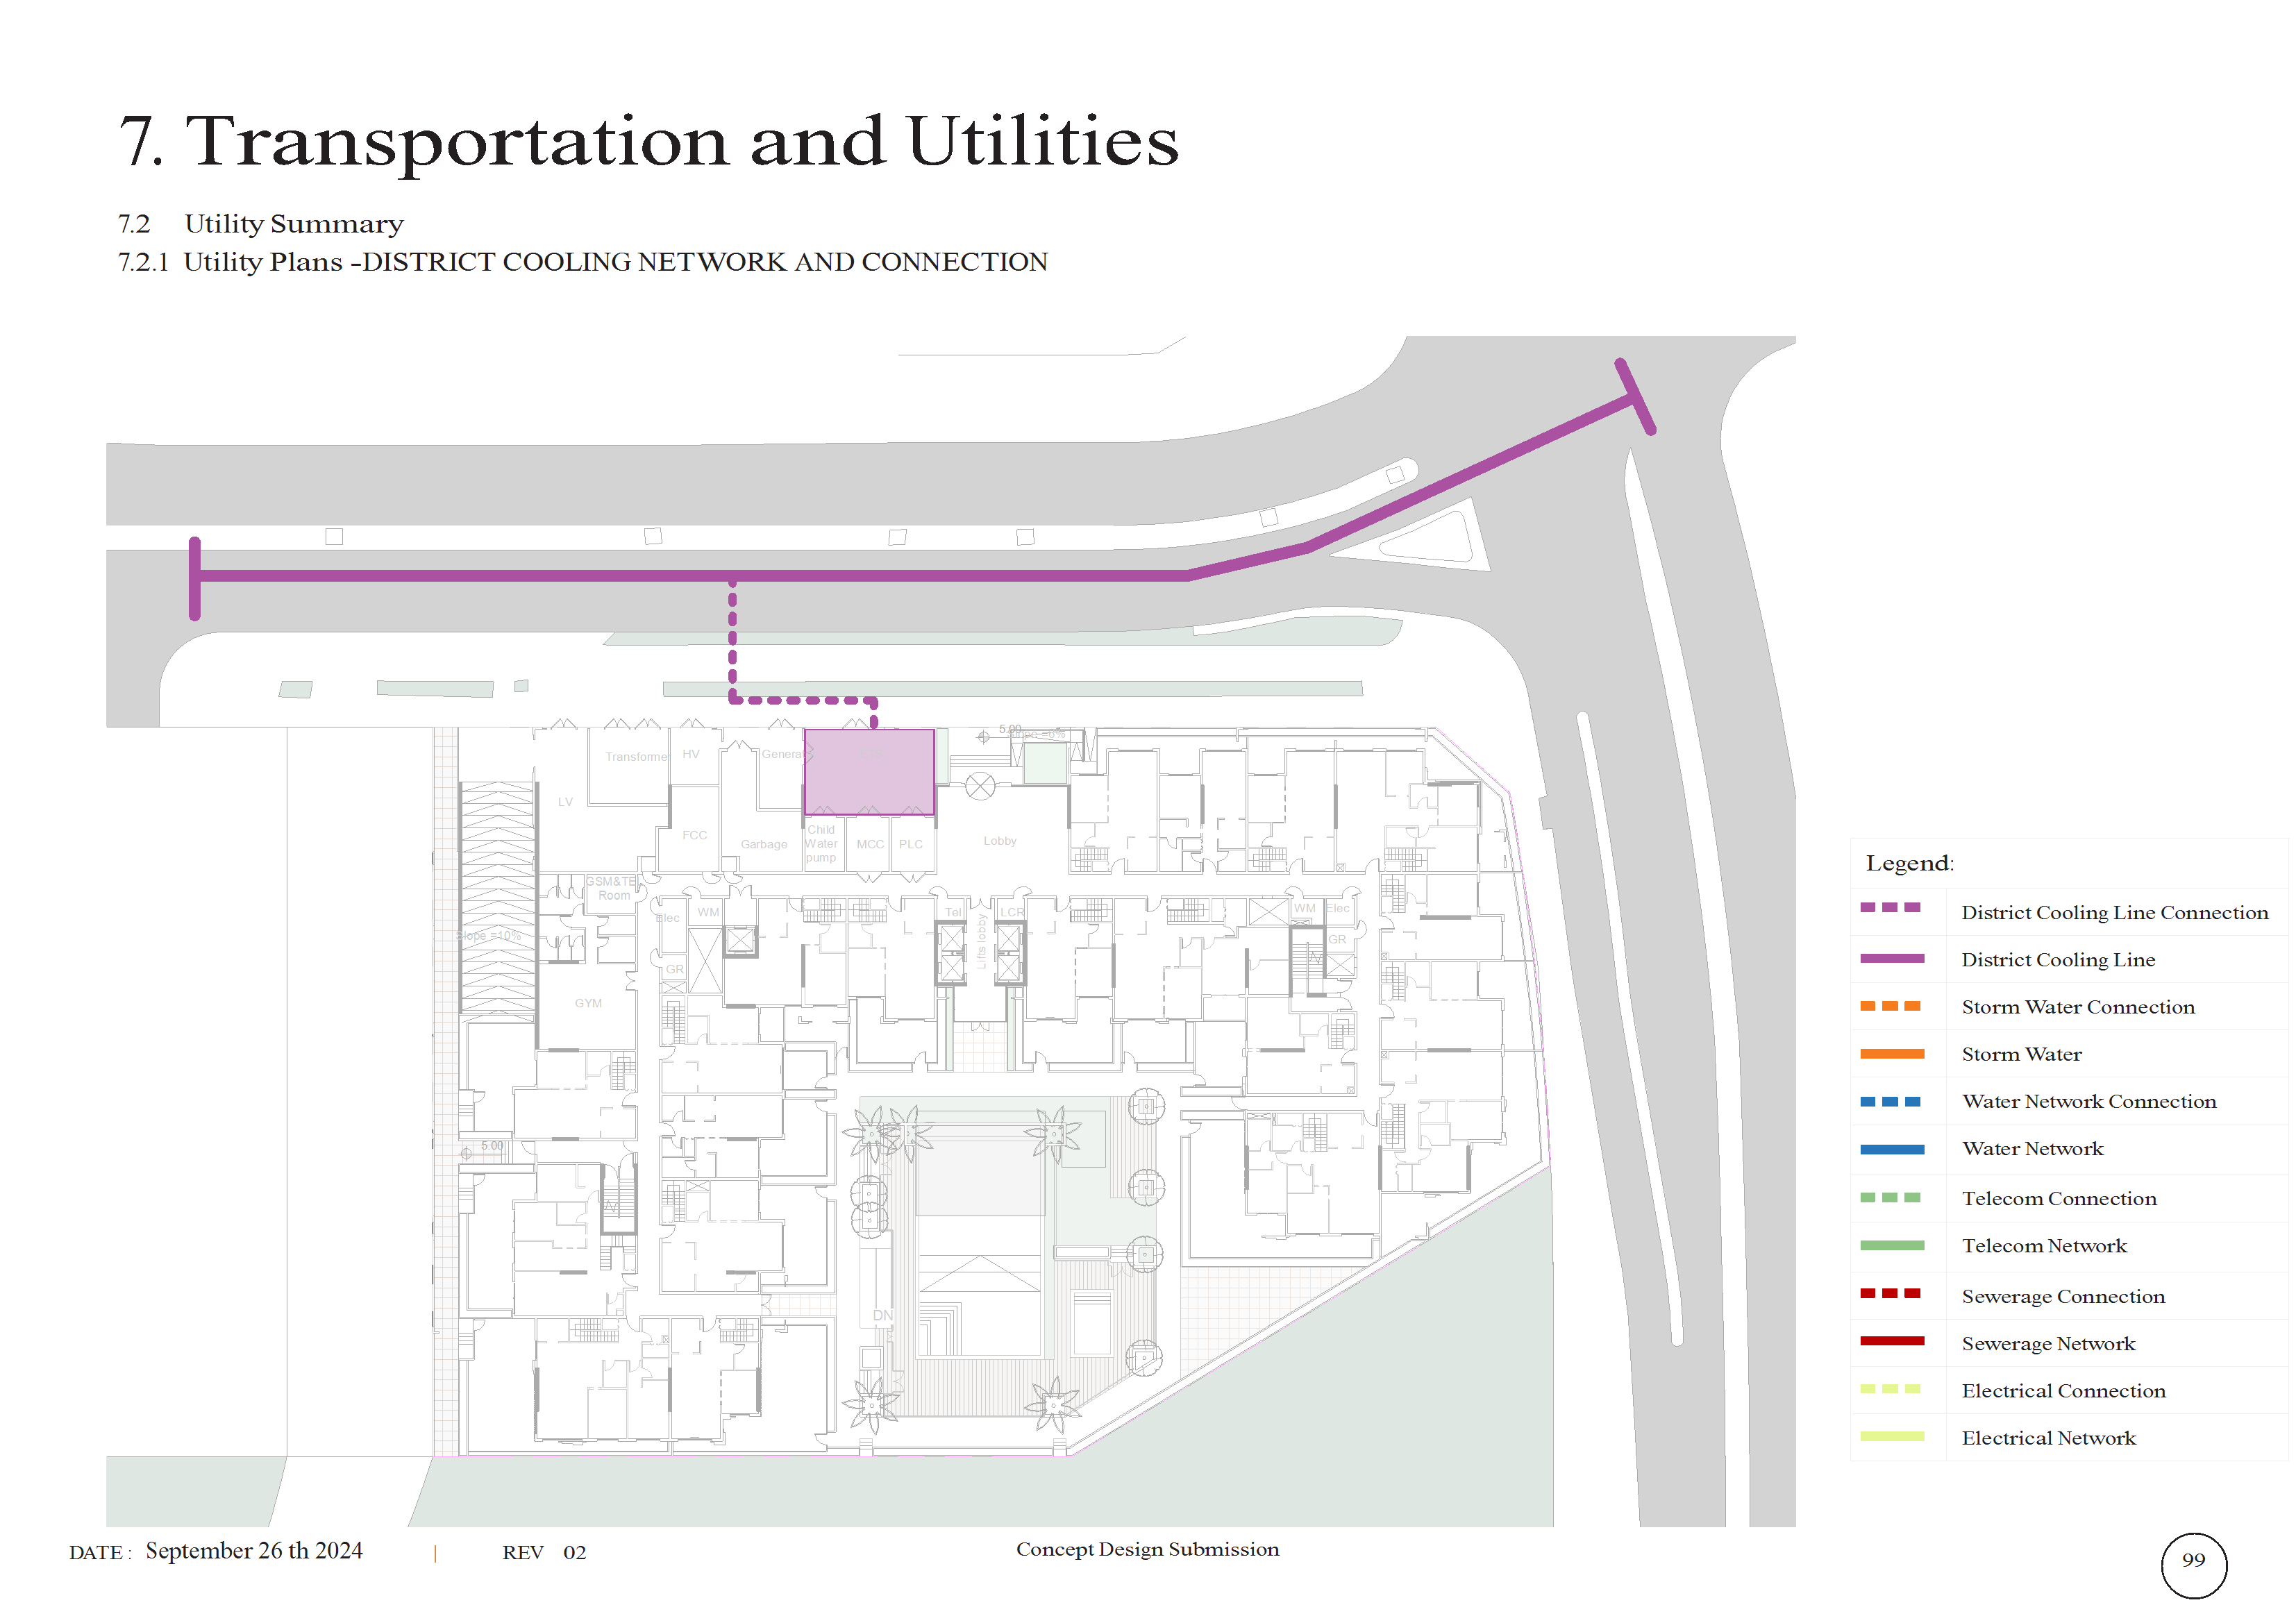 7. Transportation and Utilities
7.2 Utility Summary
7.2.1 Utility Plans -DISTRICT COOLING NETWORK AND CONNECTION
5.00
Transforme
HV
Genera
LV
FCC
Garbage
Child
Water
pump
MCC
PLC
Lobby
GSM&TE
Room
Elec
WM
Tel
LCR
Lifts lobby
WM
Elec
GR
Slope =10%
GR
GYM
5.00
DN
Legend:
District Cooling Line Connection
District Cooling Line
Storm Water Connection
Storm Water
Water Network Connection
Water Network
Telecom Connection
Telecom Network
Sewerage Connection
Sewerage Network
Electrical Connection
Electrical Network
DATE : September 26 th 2024 | REV 02
Concept Design Submission
99